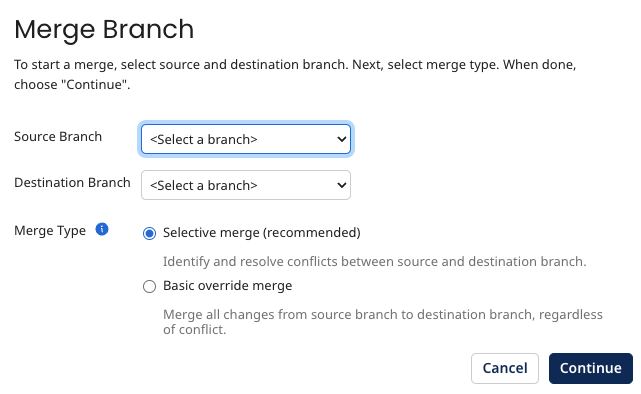 Merge Branch
To start a merge, select source and destination branch. Next, select merge type. When done,
choose "Continue".
Source Branch
<Select a branch>
Destination Branch
<Select a branch>
Merge Type
Selective merge (recommended)
Identify and resolve conflicts between source and destination branch.
Basic override merge
Merge all changes from source branch to destination branch, regardless
of conflict.
Cancel
Continue